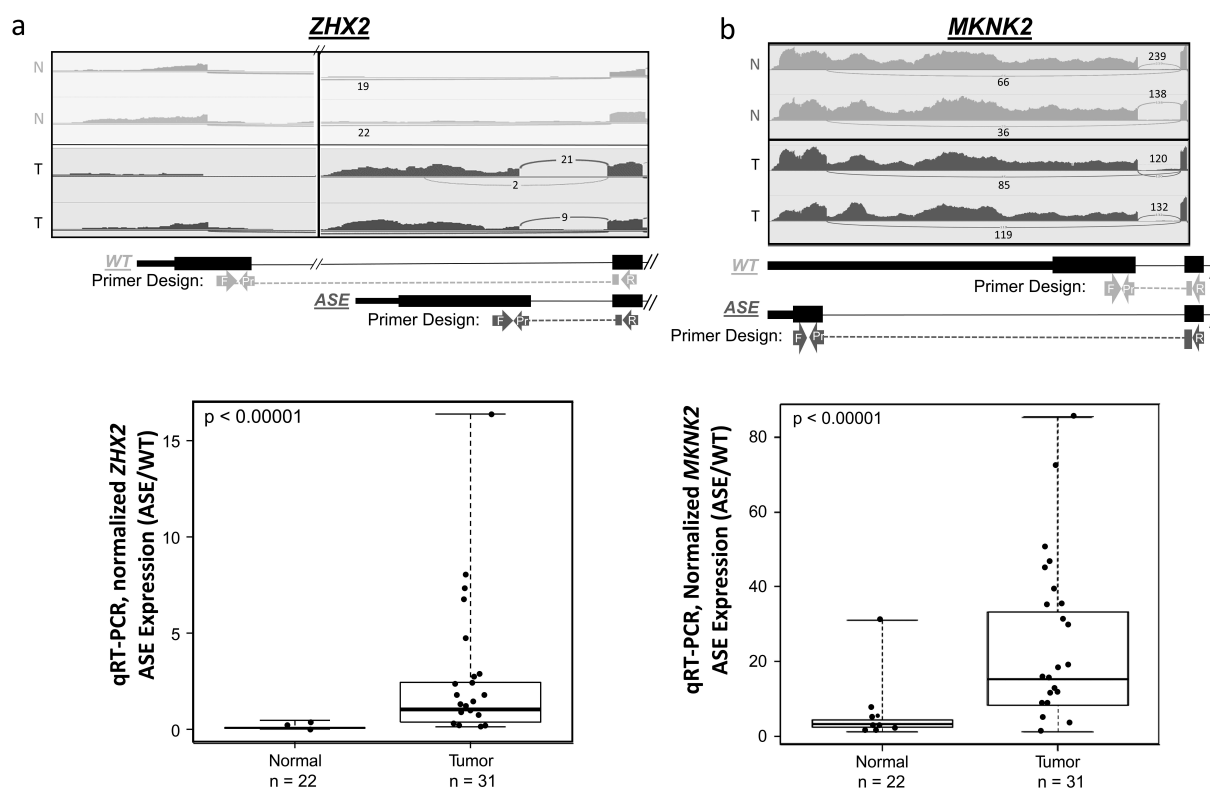 a
ZHX2
N
19
N
22
T
21
2
T
9
WT
Primer Design:
F Pr R
ASE
Primer Design:
F Pr R
b
MKNK2
N
239
66
N
138
36
T
120
85
T
132
119
WT
Primer Design:
F Pr R
ASE
Primer Design:
F Pr R
qRT-PCR, normalized ZHX2
ASE Expression (ASE/WT)
p < 0.00001
15
10
5
0
Normal
n = 22
Tumor
n = 31
qRT-PCR, Normalized MKNK2
ASE Expression (ASE/WT)
p < 0.00001
80
60
40
20
0
Normal
n = 22
Tumor
n = 31